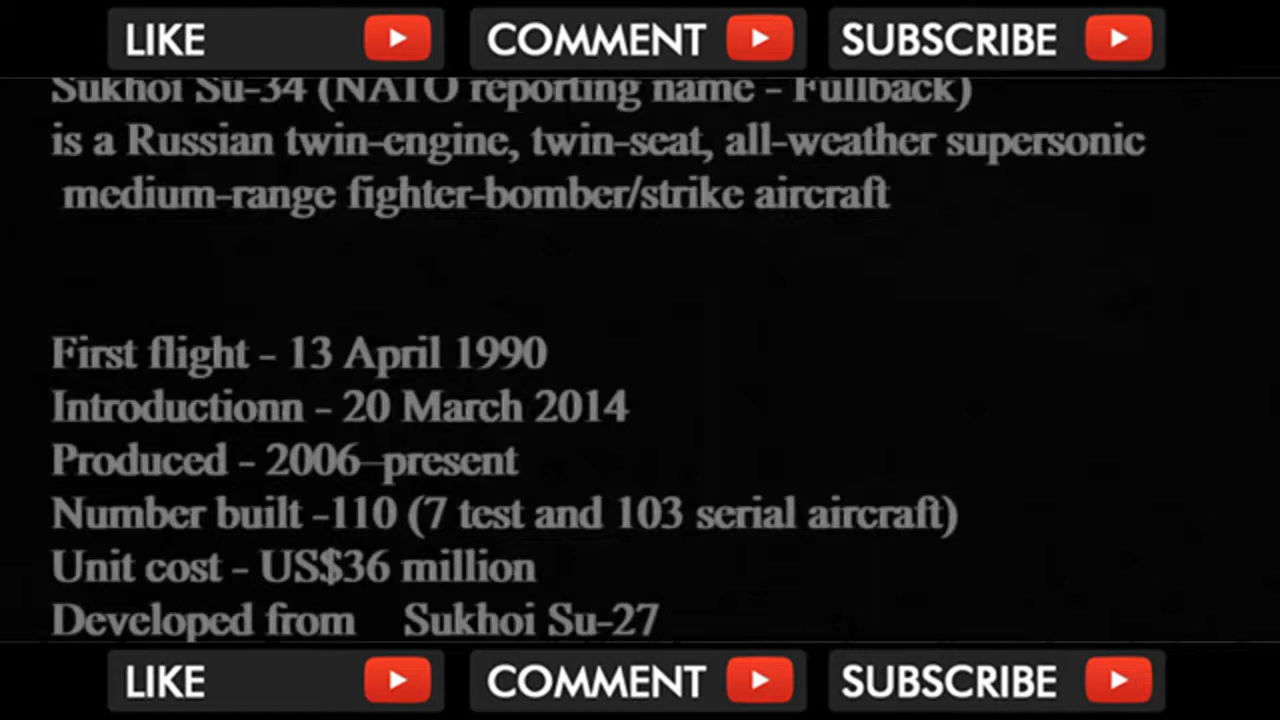 LIKE COMMENT SUBSCRIBE
Sukhoi Su-34 (NATO reporting name - Fullback)
is a Russian twin-engine, twin-seat, all-weather supersonic
medium-range fighter-bomber/strike aircraft
First flight - 13 April 1990
Introductionn - 20 March 2014
Produced - 2006–present
Number built -110 (7 test and 103 serial aircraft)
Unit cost - US$36 million
Developed from Sukhoi Su-27
LIKE COMMENT SUBSCRIBE